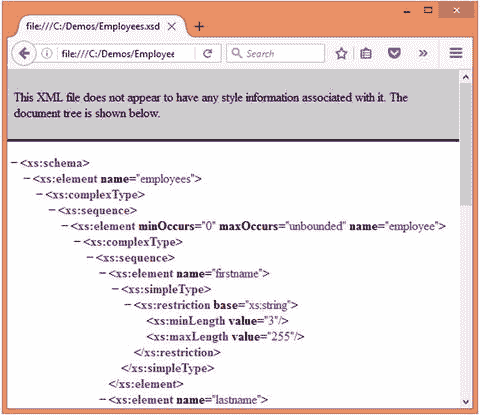 file:///C:/Demos/Employees.xsd
file:///C:/Demos/Employee
Search
This XML file does not appear to have any style information associated with it. The
document tree is shown below.
−<xs:schema>
−<xs:element name="employees">
−<xs:complexType>
−<xs:sequence>
−<xs:element minOccurs="0" maxOccurs="unbounded" name="employee">
−<xs:complexType>
−<xs:sequence>
−<xs:element name="firstname">
−<xs:simpleType>
−<xs:restriction base="xs:string">
<xs:minLength value="3"/>
<xs:maxLength value="255"/>
</xs:restriction>
</xs:simpleType>
</xs:element>
−<xs:element name="lastname">